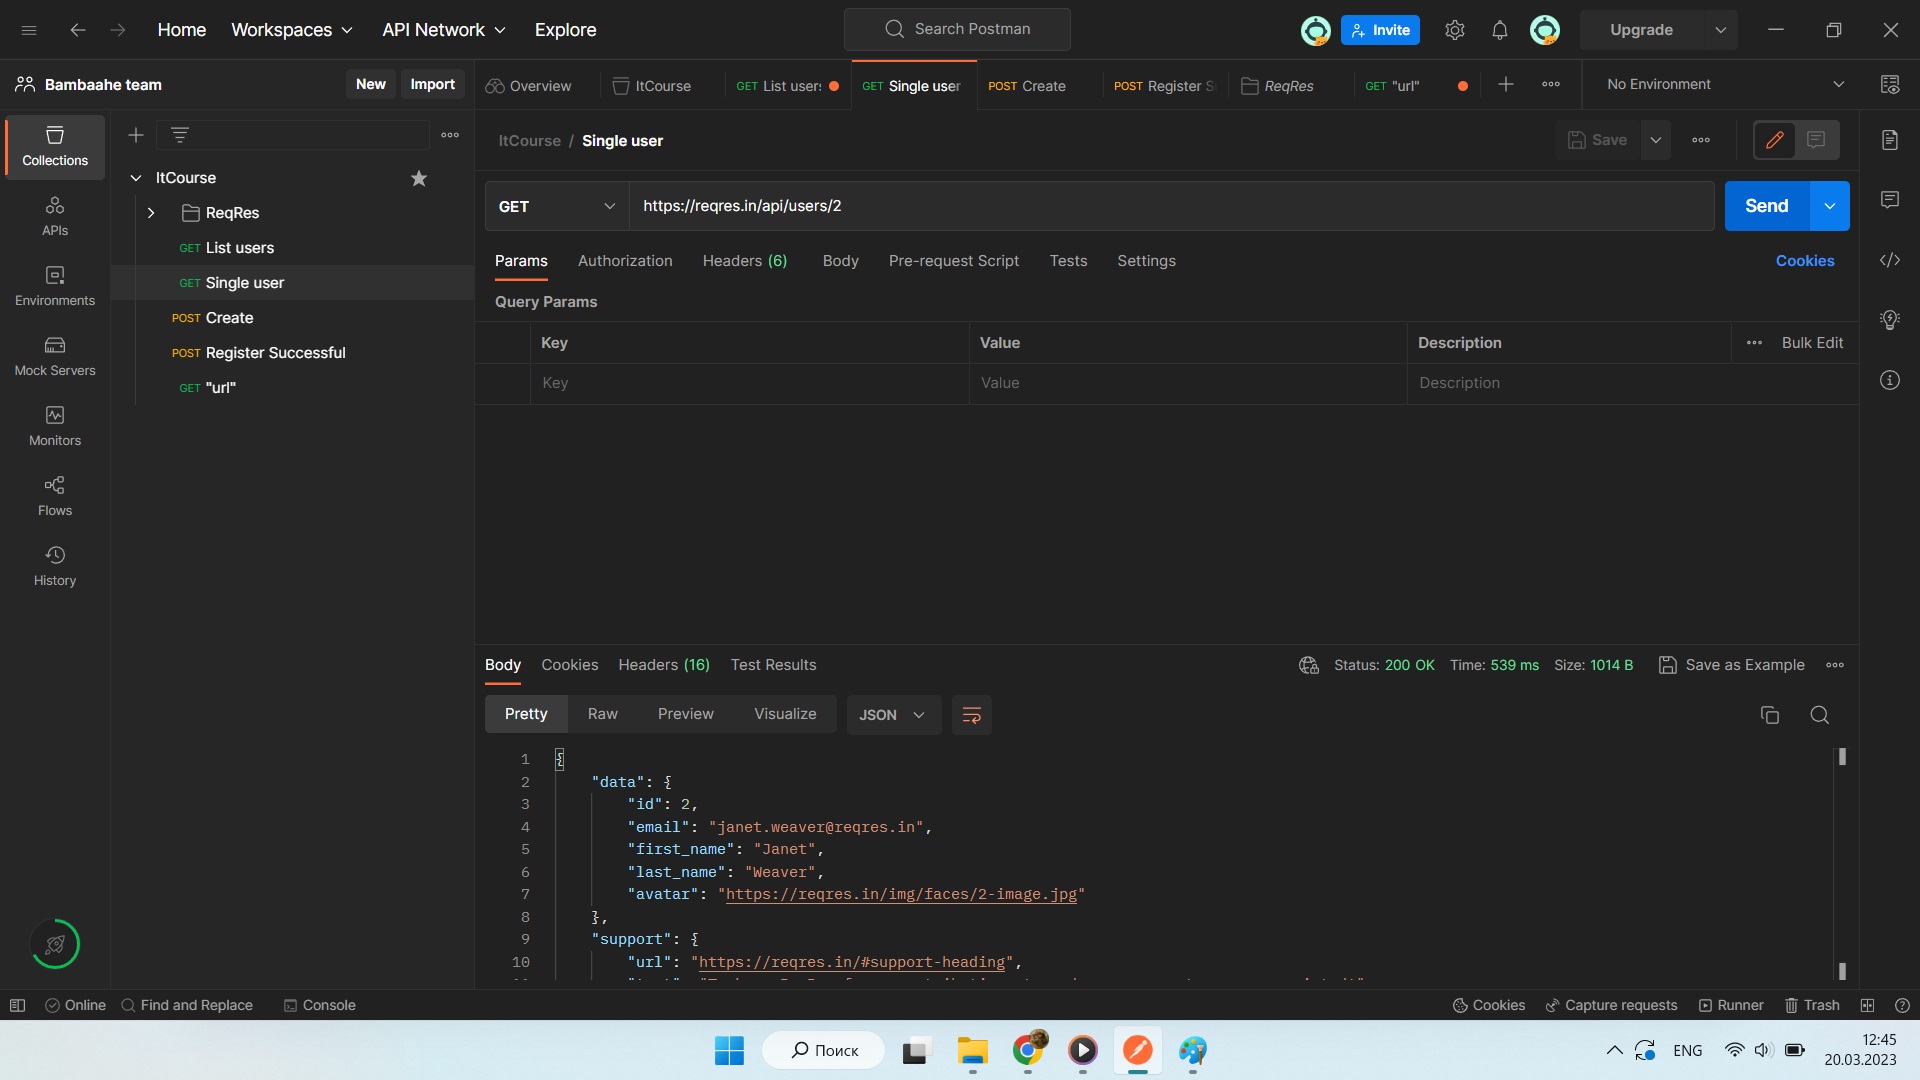 Home Workspaces API Network Explore Search Postman Invite Upgrade
Bambaahe team New Import Overview ItCourse GET List users GET Single user POST Create POST Register S ReqRes GET "url" No Environment
Collections
APIs
Environments
Mock Servers
Monitors
Flows
History
ItCourse
ReqRes
GET List users
GET Single user
POST Create
POST Register Successful
GET "url"
ItCourse / Single user Save
GET https://reqres.in/api/users/2 Send
Params Authorization Headers (6) Body Pre-request Script Tests Settings Cookies
Query Params
Key Value Description Bulk Edit
Key Value Description
Body Cookies Headers (16) Test Results Status: 200 OK Time: 539 ms Size: 1014 B Save as Example
Pretty Raw Preview Visualize JSON
1 {
2 "data": {
3 "id": 2,
4 "email": "janet.weaver@reqres.in",
5 "first_name": "Janet",
6 "last_name": "Weaver",
7 "avatar": "https://reqres.in/img/faces/2-image.jpg"
8 },
9 "support": {
10 "url": "https://reqres.in/#support-heading",
Online Find and Replace Console Cookies Capture requests Runner Trash
Поиск ENG 12:45
20.03.2023